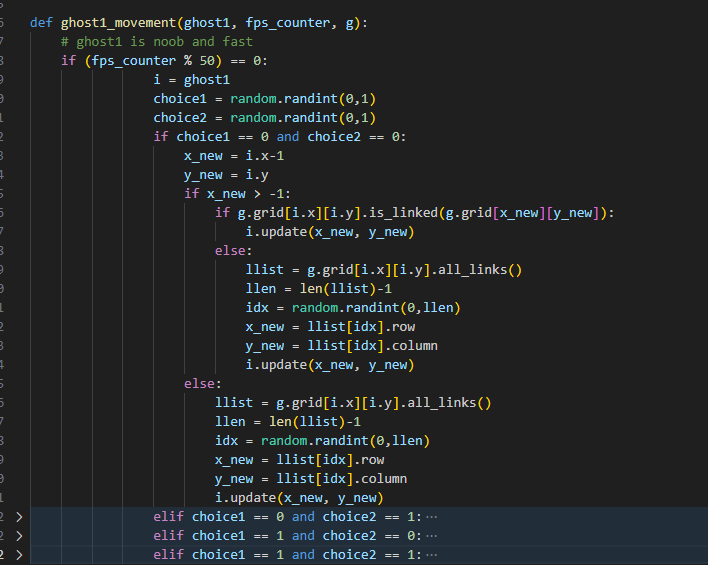 def ghost1_movement(ghost1, fps_counter, g):
# ghost1 is noob and fast
if (fps_counter % 50) == 0:
i = ghost1
choice1 = random.randint(0,1)
choice2 = random.randint(0,1)
if choice1 == 0 and choice2 == 0:
x_new = i.x-1
y_new = i.y
if x_new > -1:
if g.grid[i.x][i.y].is_linked(g.grid[x_new][y_new]):
i.update(x_new, y_new)
else:
llist = g.grid[i.x][i.y].all_links()
llen = len(llist)-1
idx = random.randint(0,llen)
x_new = llist[idx].row
y_new = llist[idx].column
i.update(x_new, y_new)
else:
llist = g.grid[i.x][i.y].all_links()
llen = len(llist)-1
idx = random.randint(0,llen)
x_new = llist[idx].row
y_new = llist[idx].column
i.update(x_new, y_new)
elif choice1 == 0 and choice2 == 1:···
elif choice1 == 1 and choice2 == 0:···
elif choice1 == 1 and choice2 == 1:···